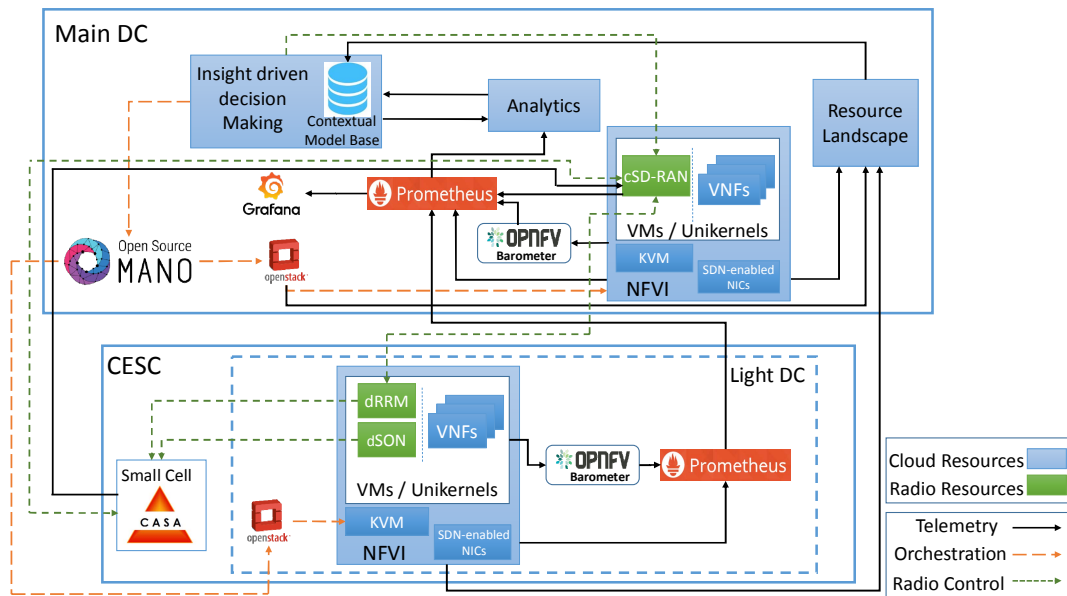 Main DC
Insight driven
decision
Making
Contextual
Model Base
Analytics
Resource
Landscape
cSD-RAN
VNFs
VMs / Unikernels
KVM
SDN-enabled
NICs
NFVI
Prometheus
Grafana
OPNFV
Barometer
Open Source
MANO
openstack
CESC
Light DC
dRRM
dSON
VNFs
VMs / Unikernels
KVM
SDN-enabled
NICs
NFVI
OPNFV
Barometer
Prometheus
Small Cell
CASA
openstack
Cloud Resources
Radio Resources
Telemetry
Orchestration
Radio Control